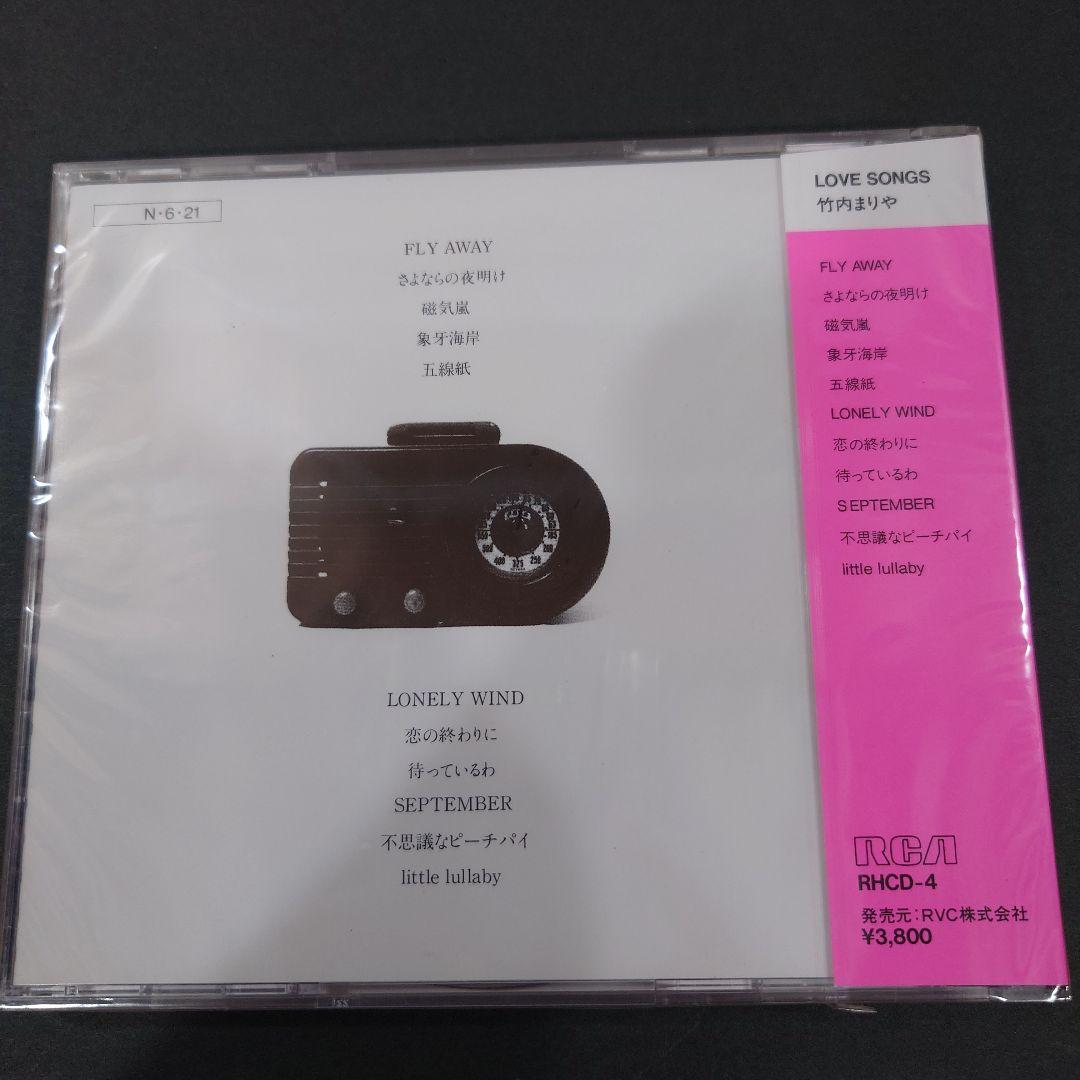 N・6・21
FLY AWAY
さよならの夜明け
磁気嵐
象牙海岸
五線紙
LONELY WIND
恋の終わりに
待っているわ
SEPTEMBER
不思議なピーチパイ
little lullaby
LOVE SONGS
竹内まりや
FLY AWAY
さよならの夜明け
磁気嵐
象牙海岸
五線紙
LONELY WIND
恋の終わりに
待っているわ
SEPTEMBER
不思議なピーチパイ
little lullaby
RCA
RHCD-4
発売元：RVC株式会社
¥3,800